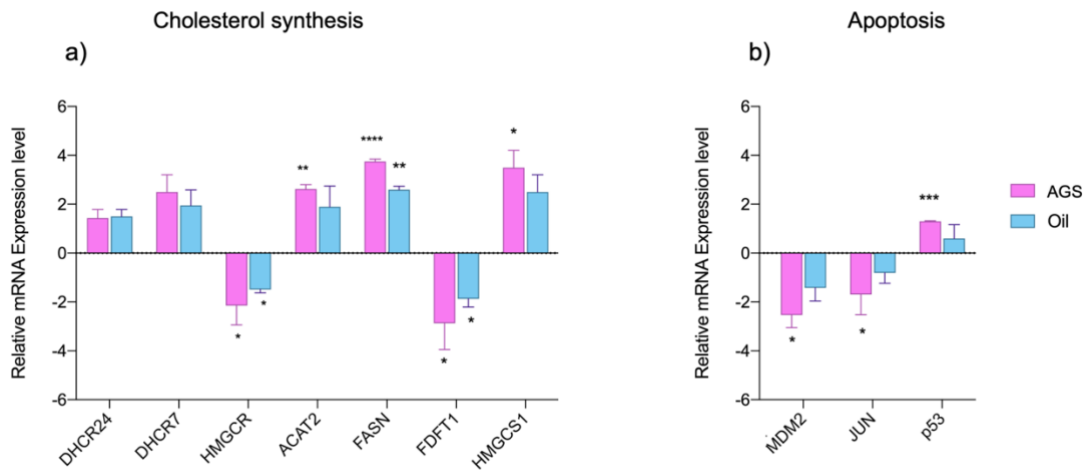 Cholesterol synthesis
a)
Relative mRNA Expression level
6
4
2
0
-2
-4
-6
*
*
**
****
**
*
*
*
DHCR24
DHCR7
HMGCR
ACAT2
FASN
FDFT1
HMGCS1
Apoptosis
b)
Relative mRNA Expression level
6
4
2
0
-2
-4
-6
*
*
***
MDM2
JUN
p53
AGS
Oil